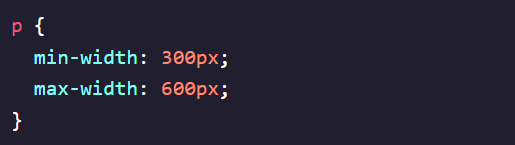 p {
  min-width: 300px;
  max-width: 600px;
}